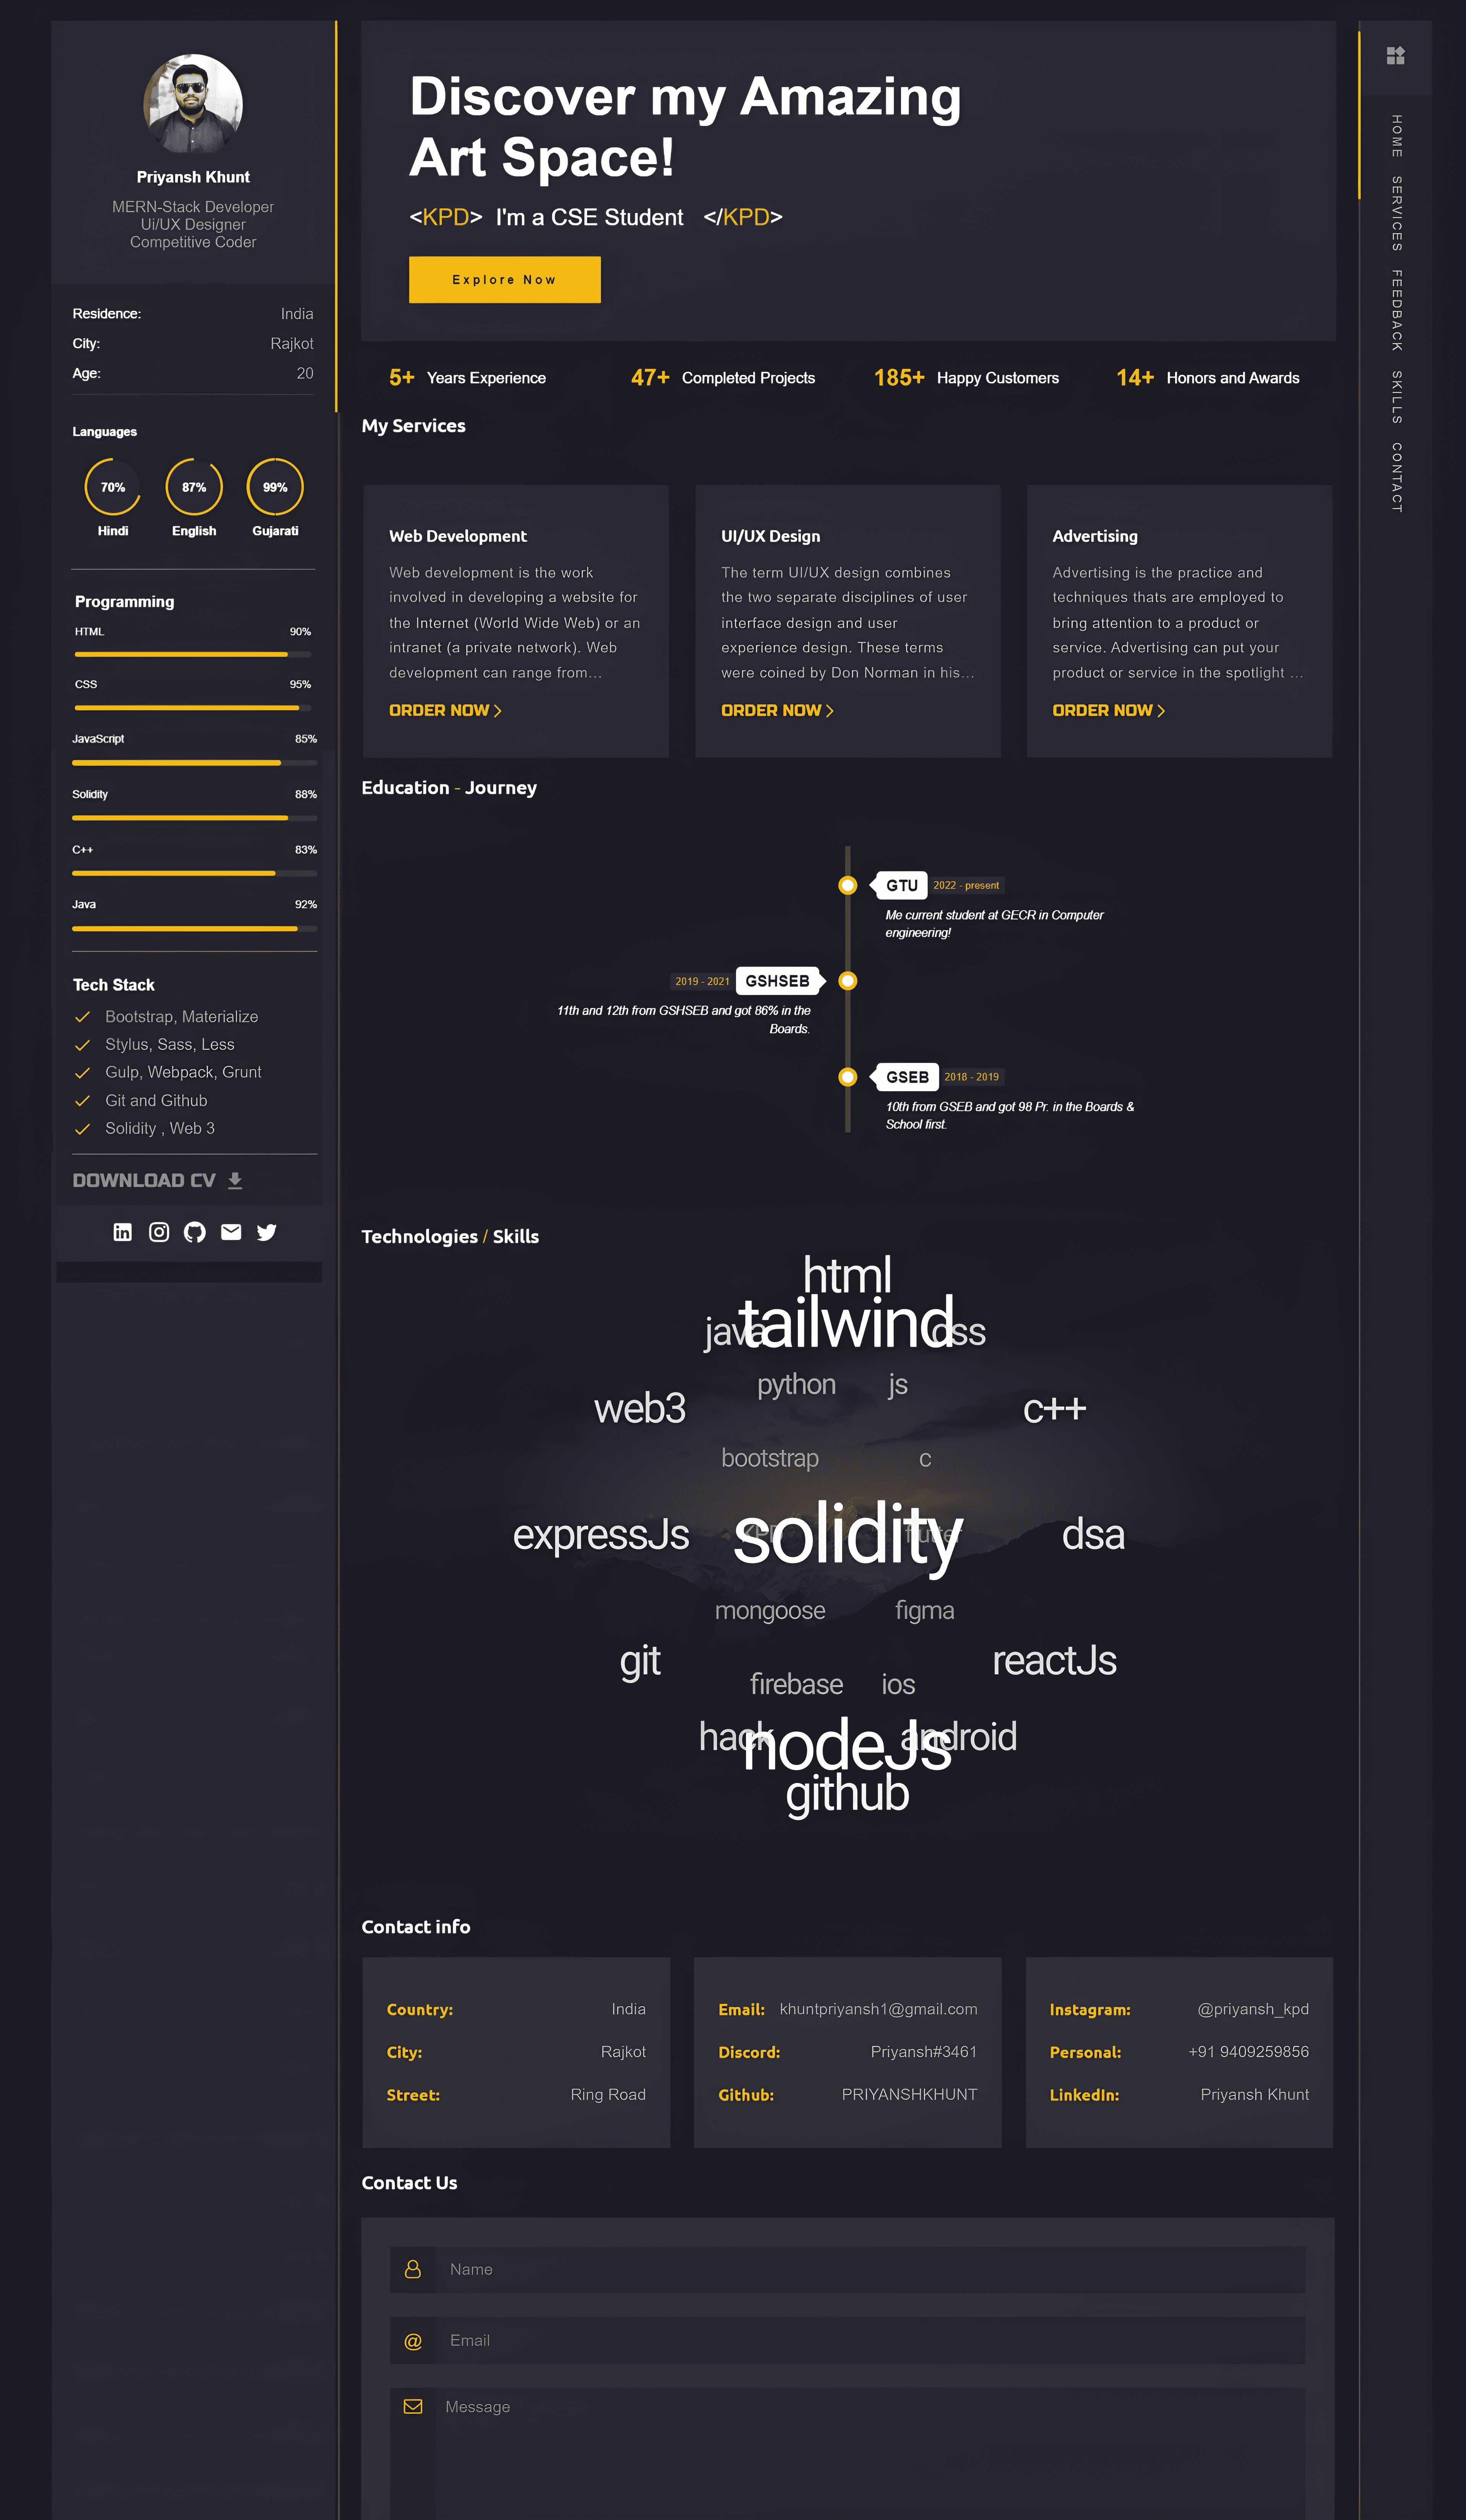 Priyansh Khunt
MERN-Stack Developer
Ui/UX Designer
Competitive Coder
Residence: India
City: Rajkot
Age: 20
Languages
70% 87% 99%
Hindi English Gujarati
Programming
HTML 90%
CSS 95%
JavaScript 85%
Solidity 88%
C++ 83%
Java 92%
Tech Stack
Bootstrap, Materialize
Stylus, Sass, Less
Gulp, Webpack, Grunt
Git and Github
Solidity , Web 3
DOWNLOAD CV
Discover my Amazing
Art Space!
<KPD> I'm a CSE Student </KPD>
Explore Now
5+ Years Experience 47+ Completed Projects 185+ Happy Customers 14+ Honors and Awards
My Services
Web Development
Web development is the work
involved in developing a website for
the Internet (World Wide Web) or an
intranet (a private network). Web
development can range from...
ORDER NOW
UI/UX Design
The term UI/UX design combines
the two separate disciplines of user
interface design and user
experience design. These terms
were coined by Don Norman in his...
ORDER NOW
Advertising
Advertising is the practice and
techniques thats are employed to
bring attention to a product or
service. Advertising can put your
product or service in the spotlight ...
ORDER NOW
Education - Journey
GTU 2022 - present
Me current student at GECR in Computer
engineering!
2019 - 2021 GSHSEB
11th and 12th from GSHSEB and got 86% in the
Boards.
GSEB 2018 - 2019
10th from GSEB and got 98 Pr. in the Boards &
School first.
Technologies / Skills
html
java tailwind css
python js
web3 c++
bootstrap c
expressJs KPD solidity flutter dsa
mongoose figma
git reactJs
firebase ios
hack nodeJs android
github
Contact info
Country: India
City: Rajkot
Street: Ring Road
Email: khuntpriyansh1@gmail.com
Discord: Priyansh#3461
Github: PRIYANSHKHUNT
Instagram: @priyansh_kpd
Personal: +91 9409259856
LinkedIn: Priyansh Khunt
Contact Us
Name
@ Email
Message
HOME
SERVICES
FEEDBACK
SKILLS
CONTACT